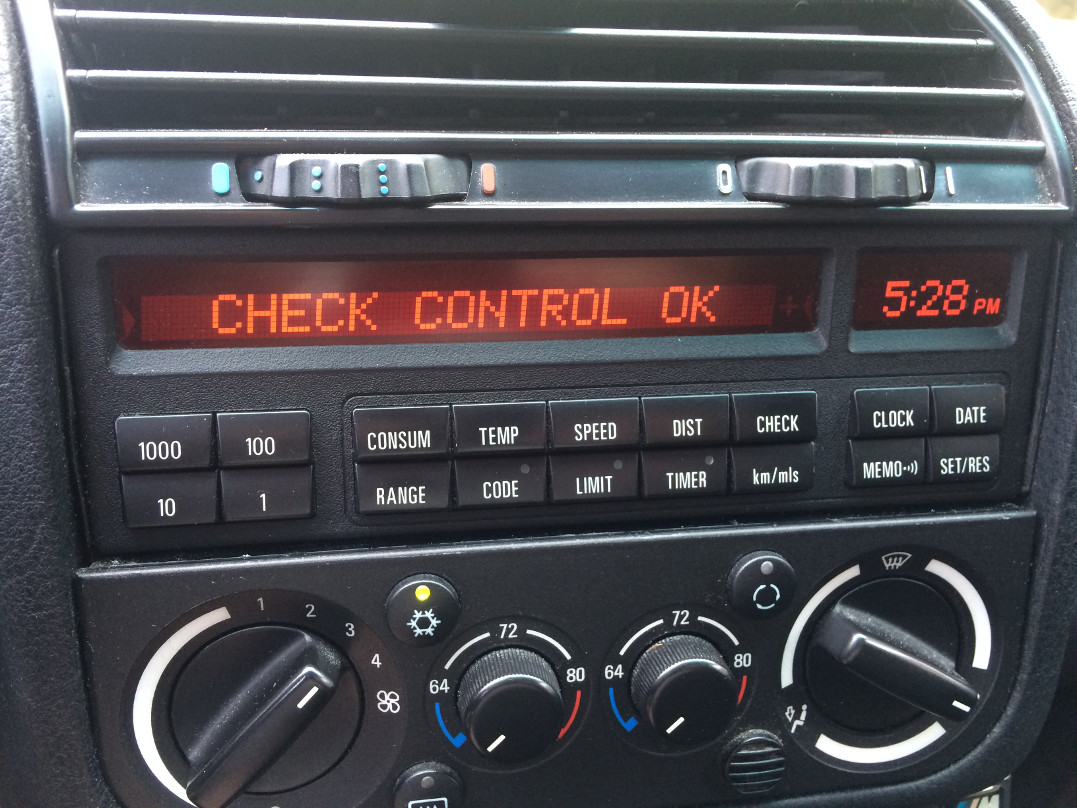 CHECK CONTROL OK 5:28 PM
1000 100 CONSUM TEMP SPEED DIST CHECK CLOCK DATE
10 1 RANGE CODE LIMIT TIMER km/mls MEMO SET/RES
1 2 3 4
64 72 80
64 72 80
M